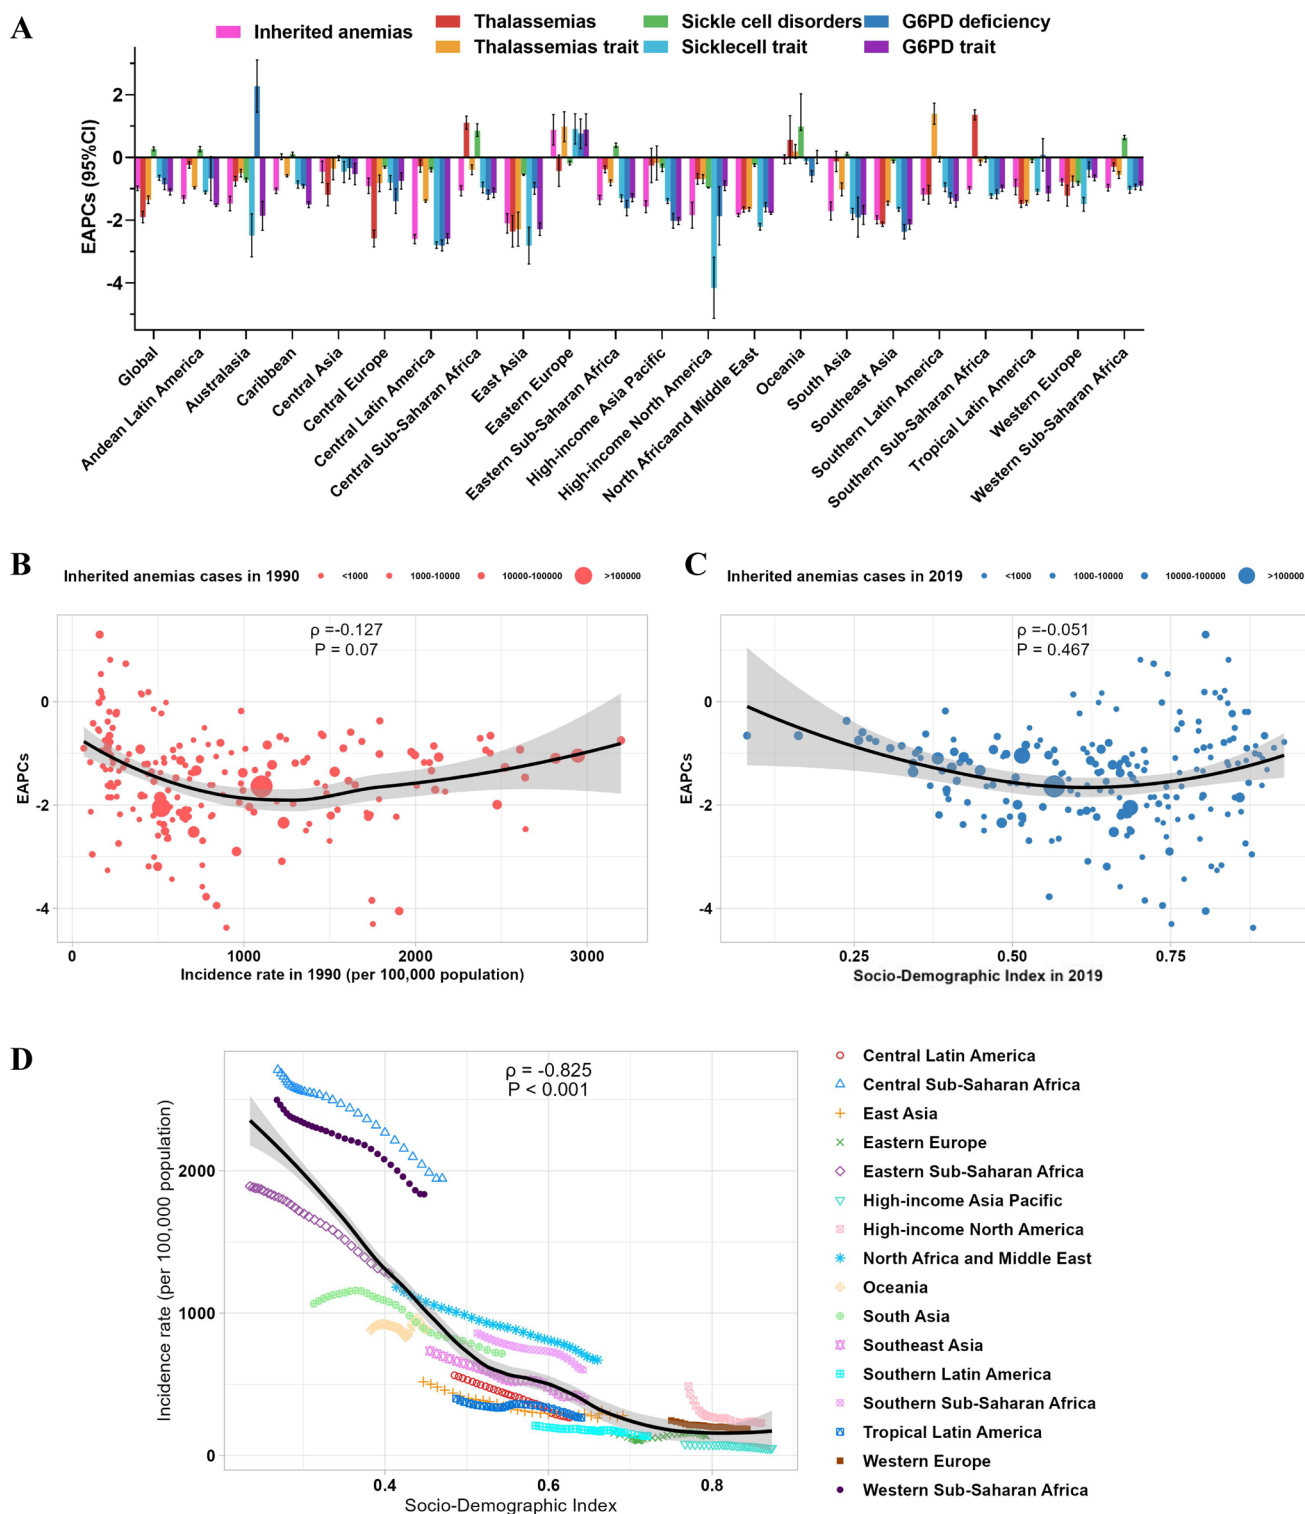 A
Inherited anemias
Thalassemias
Thalassemias trait
Sickle cell disorders
Sicklecell trait
G6PD deficiency
G6PD trait
EAPCs (95%CI)
2
0
-2
-4
Global
Andean Latin America
Australasia
Caribbean
Central Asia
Central Europe
Central Latin America
Central Sub-Saharan Africa
East Asia
Eastern Europe
Eastern Sub-Saharan Africa
High-income Asia Pacific
High-income North America
North Africaand Middle East
Oceania
South Asia
Southeast Asia
Southern Latin America
Southern Sub-Saharan Africa
Tropical Latin America
Western Europe
Western Sub-Saharan Africa
B
Inherited anemias cases in 1990
<1000
1000-10000
10000-100000
>100000
ρ =-0.127
P = 0.07
EAPCs
0
-2
-4
0
1000
2000
3000
Incidence rate in 1990 (per 100,000 population)
C
Inherited anemias cases in 2019
<1000
1000-10000
10000-100000
>100000
ρ =-0.051
P = 0.467
EAPCs
0
-2
-4
0.25
0.50
0.75
Socio-Demographic Index in 2019
D
ρ = -0.825
P < 0.001
Incidence rate (per 100,000 population)
2000
1000
0
0.4
0.6
0.8
Socio-Demographic Index
Central Latin America
Central Sub-Saharan Africa
East Asia
Eastern Europe
Eastern Sub-Saharan Africa
High-income Asia Pacific
High-income North America
North Africa and Middle East
Oceania
South Asia
Southeast Asia
Southern Latin America
Southern Sub-Saharan Africa
Tropical Latin America
Western Europe
Western Sub-Saharan Africa